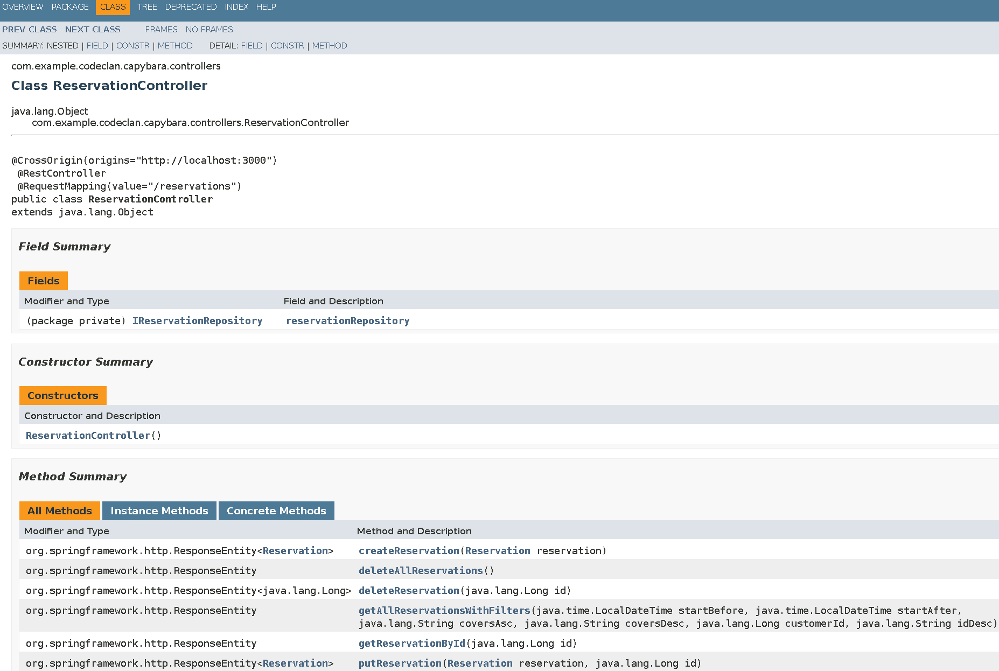 OVERVIEW PACKAGE CLASS TREE DEPRECATED INDEX HELP
PREV CLASS NEXT CLASS FRAMES NO FRAMES
SUMMARY: NESTED | FIELD | CONSTR | METHOD DETAIL: FIELD | CONSTR | METHOD
com.example.codeclan.capybara.controllers
Class ReservationController
java.lang.Object
com.example.codeclan.capybara.controllers.ReservationController
@CrossOrigin(origins="http://localhost:3000")
@RestController
@RequestMapping(value="/reservations")
public class ReservationController
extends java.lang.Object
Field Summary
Fields
Modifier and Type Field and Description
(package private) IReservationRepository reservationRepository
Constructor Summary
Constructors
Constructor and Description
ReservationController()
Method Summary
All Methods Instance Methods Concrete Methods
Modifier and Type Method and Description
org.springframework.http.ResponseEntity<Reservation> createReservation(Reservation reservation)
org.springframework.http.ResponseEntity deleteAllReservations()
org.springframework.http.ResponseEntity<java.lang.Long> deleteReservation(java.lang.Long id)
org.springframework.http.ResponseEntity getAllReservationsWithFilters(java.time.LocalDateTime startBefore, java.time.LocalDateTime startAfter,
java.lang.String coversAsc, java.lang.String coversDesc, java.lang.Long customerId, java.lang.String idDesc)
org.springframework.http.ResponseEntity getReservationById(java.lang.Long id)
org.springframework.http.ResponseEntity<Reservation> putReservation(Reservation reservation, java.lang.Long id)